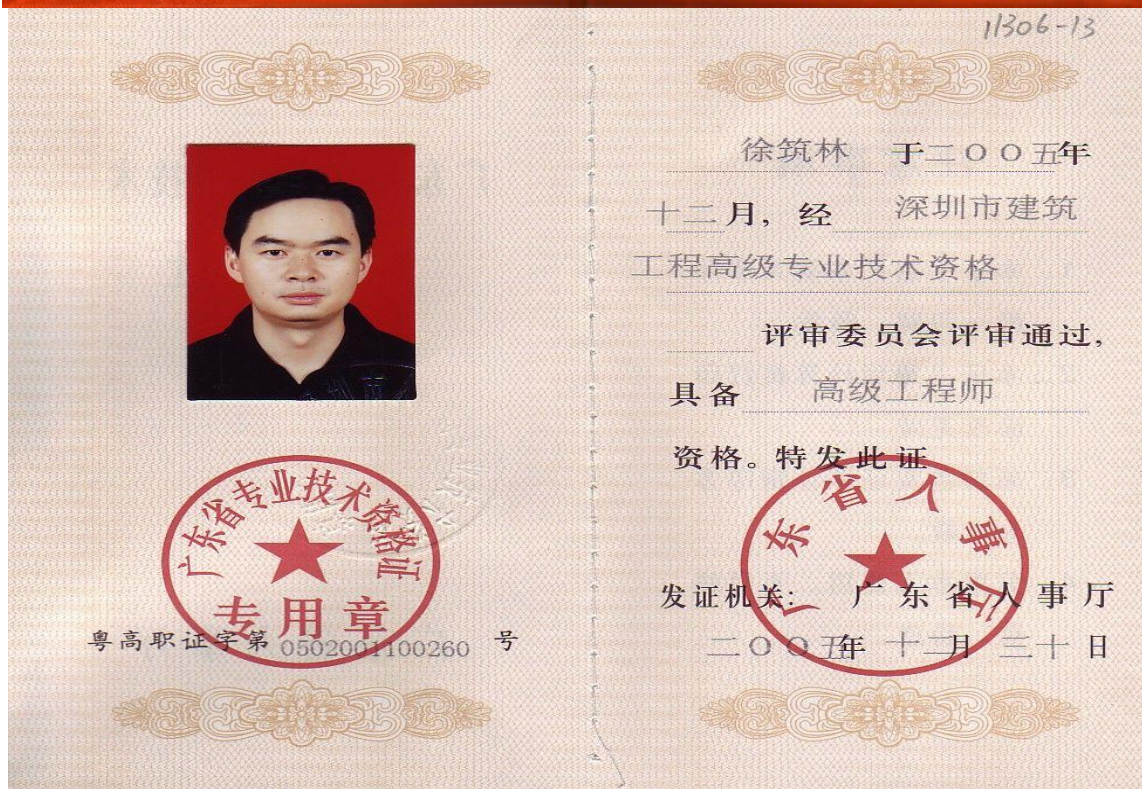 11306-13
徐筑林 于二００五年
十二月，经 深圳市建筑
工程高级专业技术资格
评审委员会评审通过，
具备 高级工程师
资格。特发此证
广东省人事厅
发证机关： 广东省人事厅
二００五年 十二月 三十日
广东省专业技术资格证
专用章
粤高职证字第 0502001100260 号